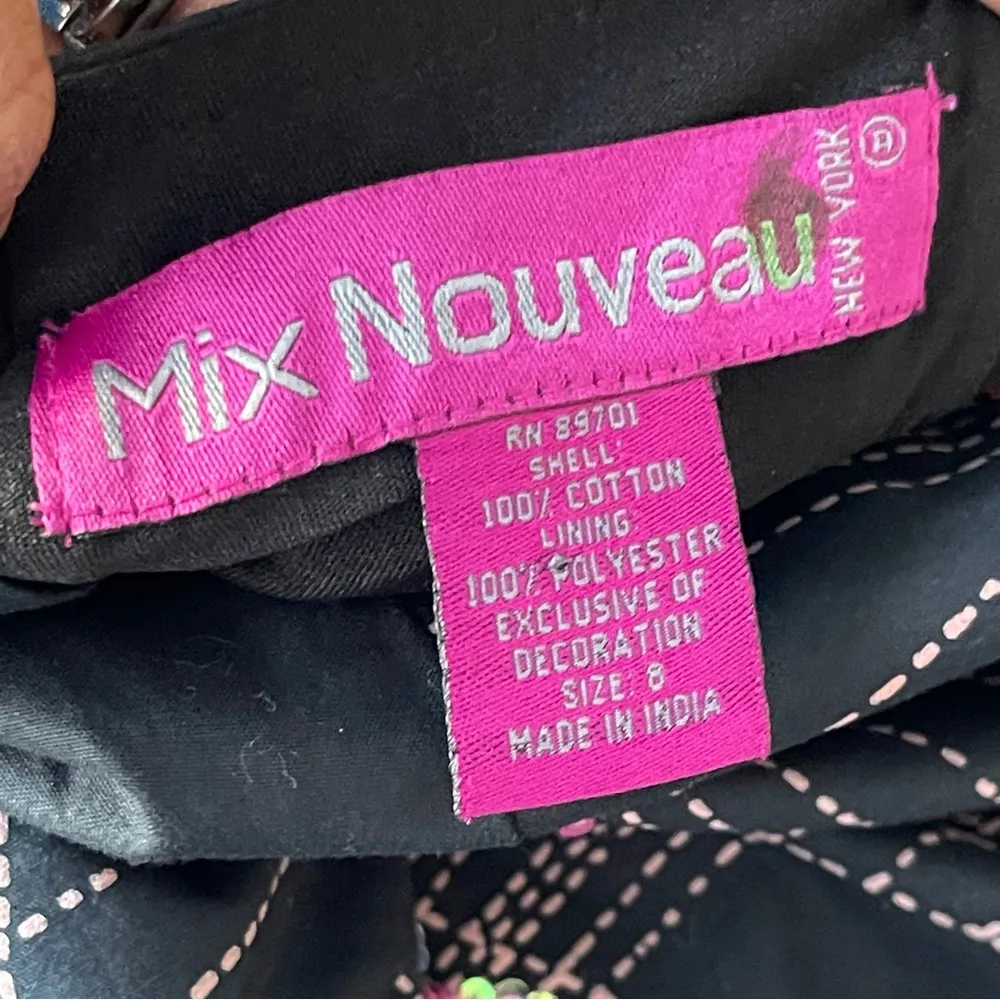 Mix Nouveau
NEW YORK ®
RN 89701
SHELL
100% COTTON
LINING
100% POLYESTER
EXCLUSIVE OF
DECORATION
SIZE: 8
MADE IN INDIA